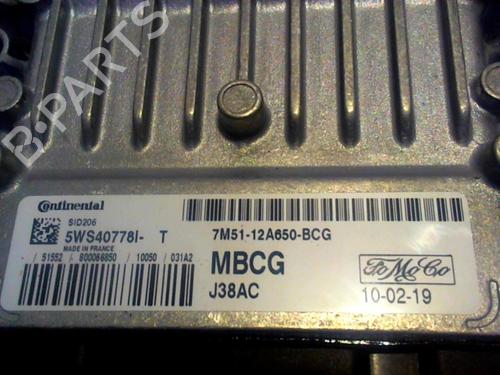 B-PARTS
Continental
SID206
5WS40778I- T
MADE IN FRANCE
7M51-12A650-BCG
/ 51552 / 800066850 / 10050 / 031A2
MBCG
J38AC
FoMoCo
10-02-19